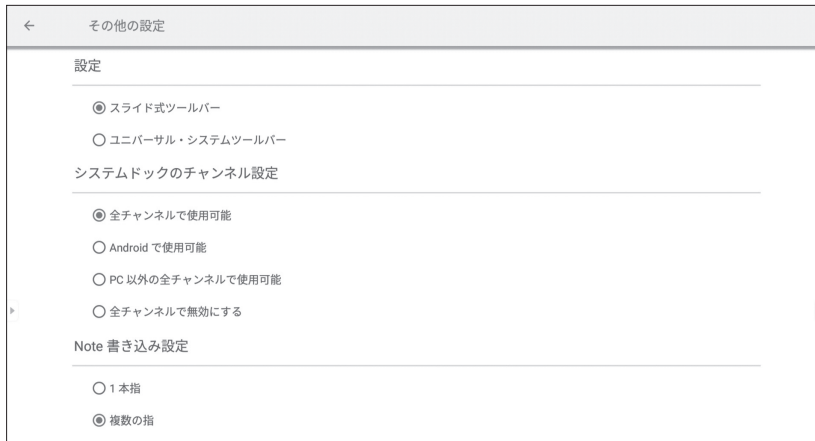 その他の設定
設定
スライド式ツールバー
ユニバーサル・システムツールバー
システムドックのチャンネル設定
全チャンネルで使用可能
Android で使用可能
PC 以外の全チャンネルで使用可能
全チャンネルで無効にする
Note 書き込み設定
1 本指
複数の指